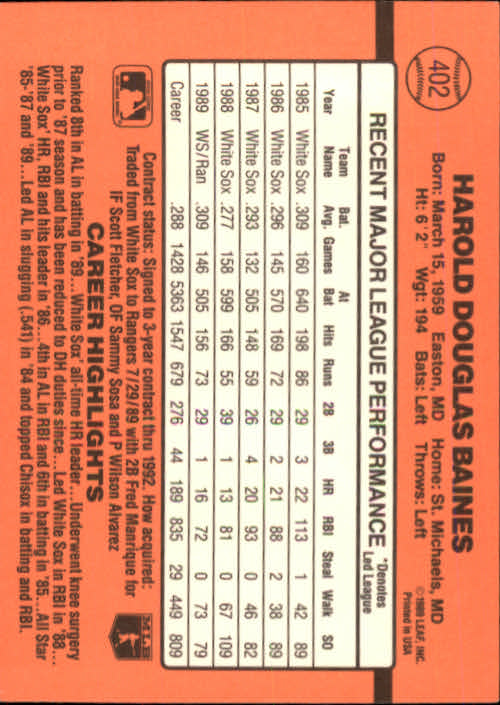 402
HAROLD DOUGLAS BAINES
Born: March 15, 1959 Easton, MD Home: St. Michaels, MD
Ht: 6'2" Wgt: 194 Bats: Left Throws: Left
©1989 LEAF, INC.
Printed in USA
RECENT MAJOR LEAGUE PERFORMANCE
*Denotes
Led League
Year Team Name Bat. Avg. Games At Bat Hits Runs 2B 3B HR RBI Steal Walk SO
1985 White Sox .309 160 640 198 86 29 3 22 113 1 42 89
1986 White Sox .296 145 570 169 72 29 2 21 88 2 38 89
1987 White Sox .293 132 505 148 59 26 4 20 93 0 46 82
1988 White Sox .277 158 599 166 55 39 1 13 81 0 67 109
1989 WS/Ran .309 146 505 156 73 29 1 16 72 0 73 79
Career .288 1428 5363 1547 679 276 44 189 835 29 449 809
Contract status: Signed to 3-year contract thru 1992. How acquired:
Traded from White Sox to Rangers 7/29/89 with 2B Fred Manrique for
IF Scott Fletcher, OF Sammy Sosa and P Wilson Alvarez
MLB
CAREER HIGHLIGHTS
Ranked 8th in AL in batting in '89...White Sox' all-time HR leader...Underwent knee surgery
prior to '87 season and has been reduced to DH duties since...Led White Sox in RBI in '88...
White Sox' HR, RBI and hits leader in '86...4th in AL in RBI and 6th in batting in '85...All Star
'85-'87 and '89...Led AL in slugging (.541) in '84 and topped Chisox in batting and RBI.